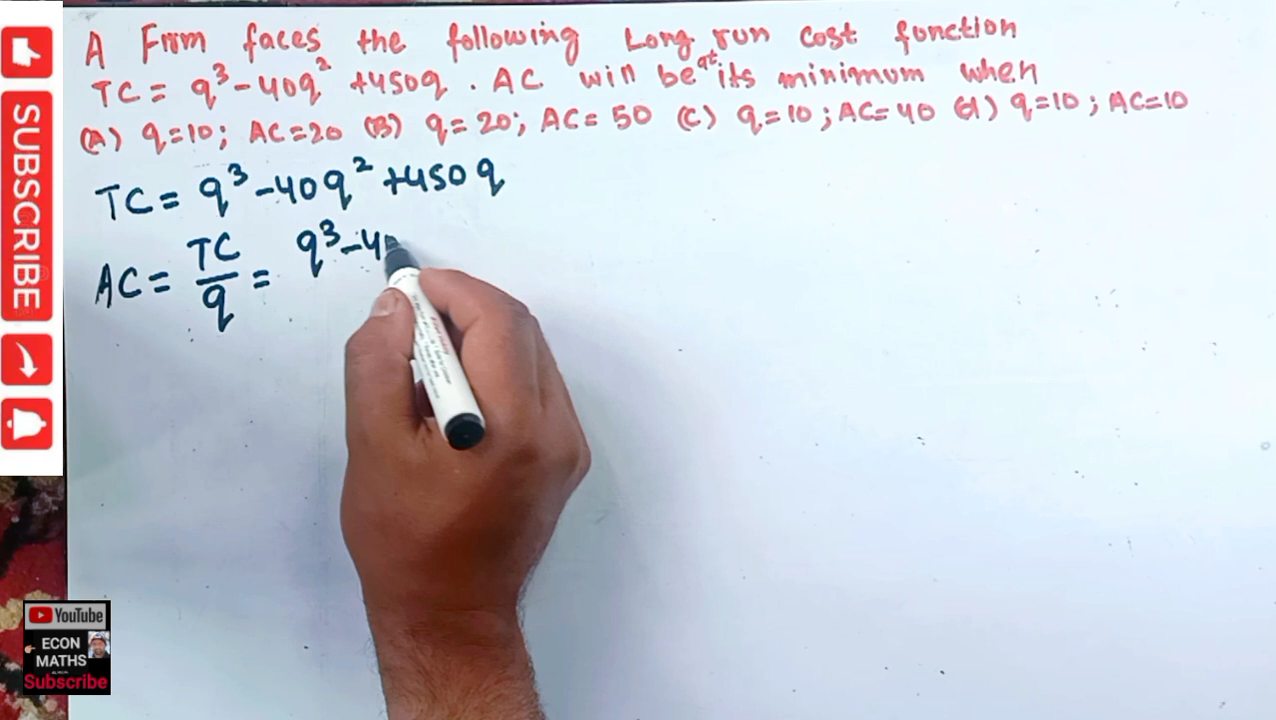 A Firm faces the following Long run cost function
TC = q³ - 40q² + 450q . AC will be at its minimum when
(A) q=10; AC=20 (B) q=20; AC=50 (C) q=10; AC=40 (d) q=10; AC=10
TC = q³ - 40q² + 450q
AC = TC/q = q³ - 4
SUBSCRIBE
YouTube
ECON
MATHS
Subscribe